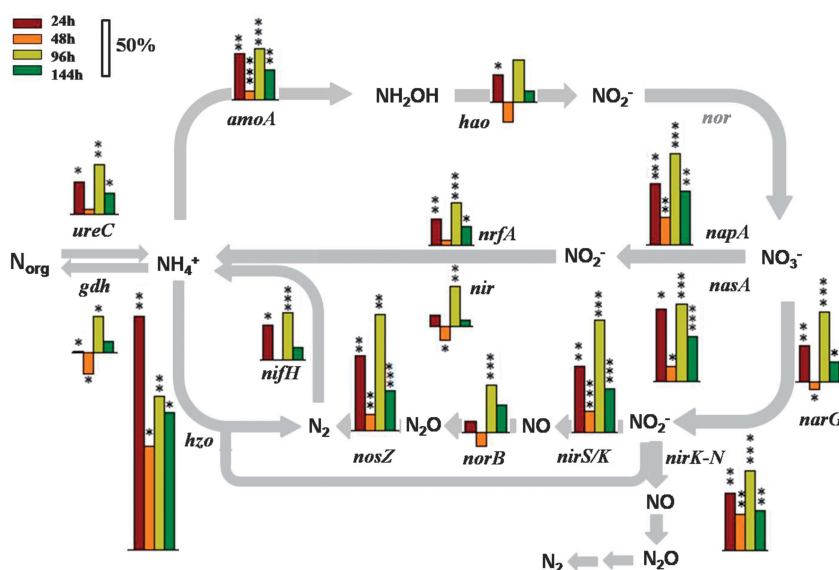 24h
48h
96h
144h
50%
** *** *** **
amoA
NH₂OH
*
hao
NO₂⁻
nor
* ** *
ureC
** *** *
nrfA
*** ** *** **
napA
N_org
NH₄⁺
gdh
NO₂⁻
NO₃⁻
nasA
* * *
** * ** *
hzo
* ***
nifH
* **
nir
* * *** ***
** * *
narG
N₂
** ** ** ***
nosZ
N₂O
***
norB
NO
** *** *** ***
nirS/K
NO₂⁻
nirK-N
** ** *** **
NO
N₂
N₂O